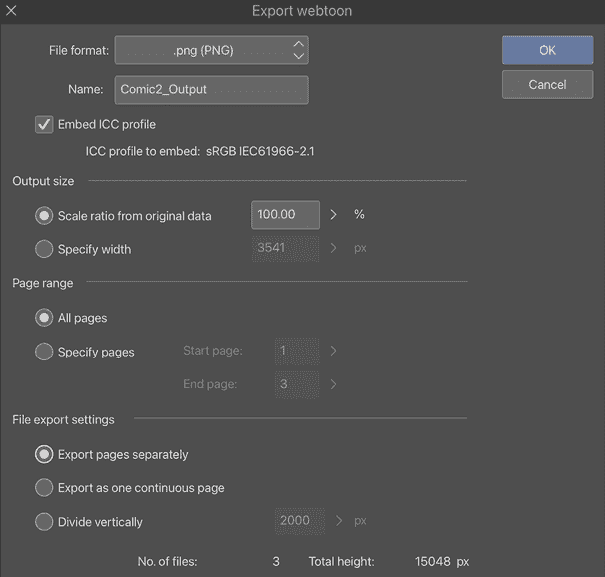 Export webtoon
File format: .png (PNG) OK
Name: Comic2_Output Cancel
Embed ICC profile
ICC profile to embed: sRGB IEC61966-2.1
Output size
Scale ratio from original data 100.00 %
Specify width 3541 px
Page range
All pages
Specify pages Start page: 1
End page: 3
File export settings
Export pages separately
Export as one continuous page
Divide vertically 2000 px
No. of files: 3 Total height: 15048 px